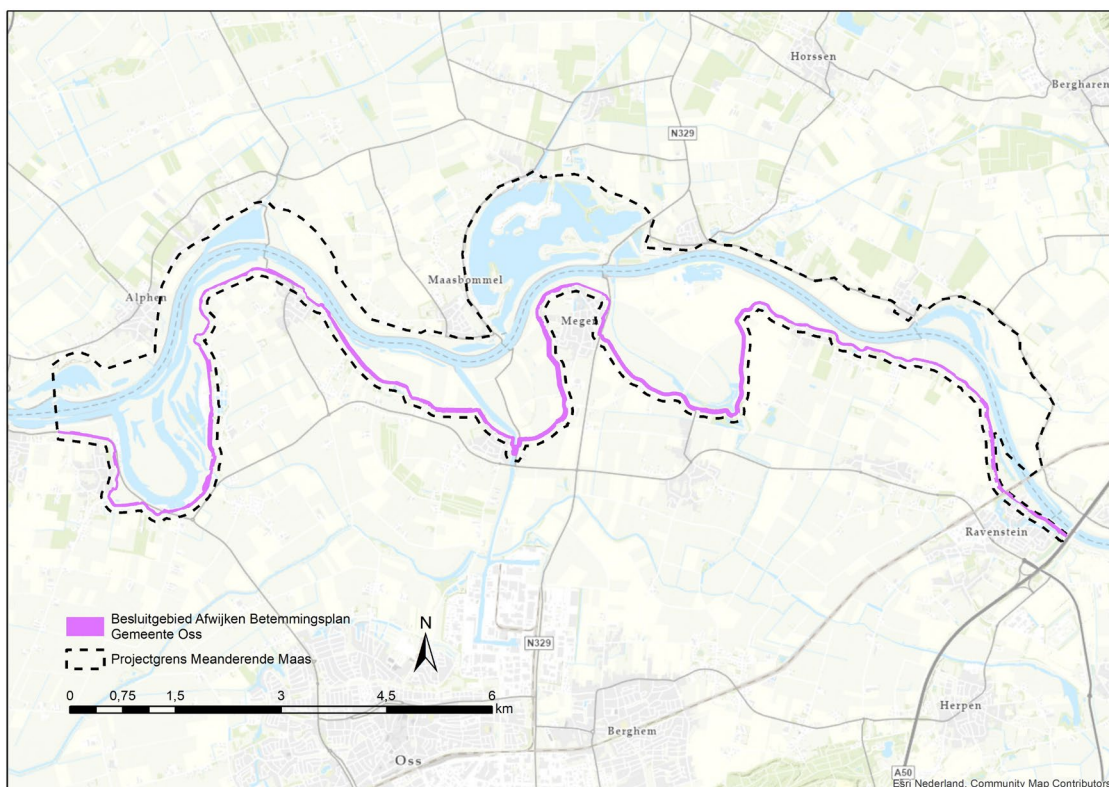 Horssen
Bergharen
N329
Maasbommel
Alphen
Megen
Ravenstein
Besluitgebied Afwijken Betemmingsplan
Gemeente Oss
N
Projectgrens Meanderende Maas
N329
0 0,75 1,5 3 4,5 6
km
Herpen
Berghem
Oss
A50
Esri Nederland, Community Map Contributors